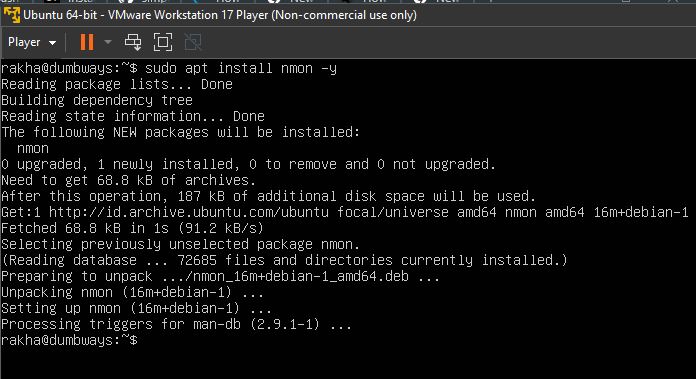 Ubuntu 64-bit - VMware Workstation 17 Player (Non-commercial use only)
Player
rakha@dumbways:~$ sudo apt install nmon -y
Reading package lists... Done
Building dependency tree
Reading state information... Done
The following NEW packages will be installed:
nmon
0 upgraded, 1 newly installed, 0 to remove and 0 not upgraded.
Need to get 68.8 kB of archives.
After this operation, 187 kB of additional disk space will be used.
Get:1 http://id.archive.ubuntu.com/ubuntu focal/universe amd64 nmon amd64 16m+debian-1
Fetched 68.8 kB in 1s (91.2 kB/s)
Selecting previously unselected package nmon.
(Reading database ... 72685 files and directories currently installed.)
Preparing to unpack .../nmon_16m+debian-1_amd64.deb ...
Unpacking nmon (16m+debian-1) ...
Setting up nmon (16m+debian-1) ...
Processing triggers for man-db (2.9.1-1) ...
rakha@dumbways:~$